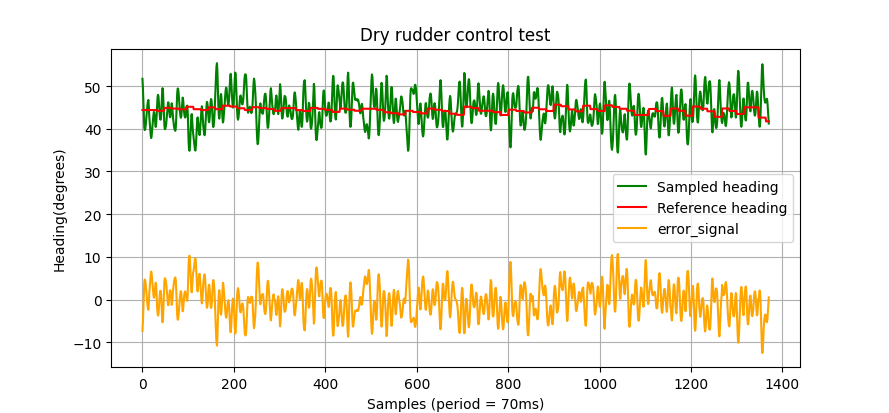 Dry rudder control test
Heading(degrees)
50
40
30
20
10
0
−10
Sampled heading
Reference heading
error_signal
0 200 400 600 800 1000 1200 1400
Samples (period = 70ms)